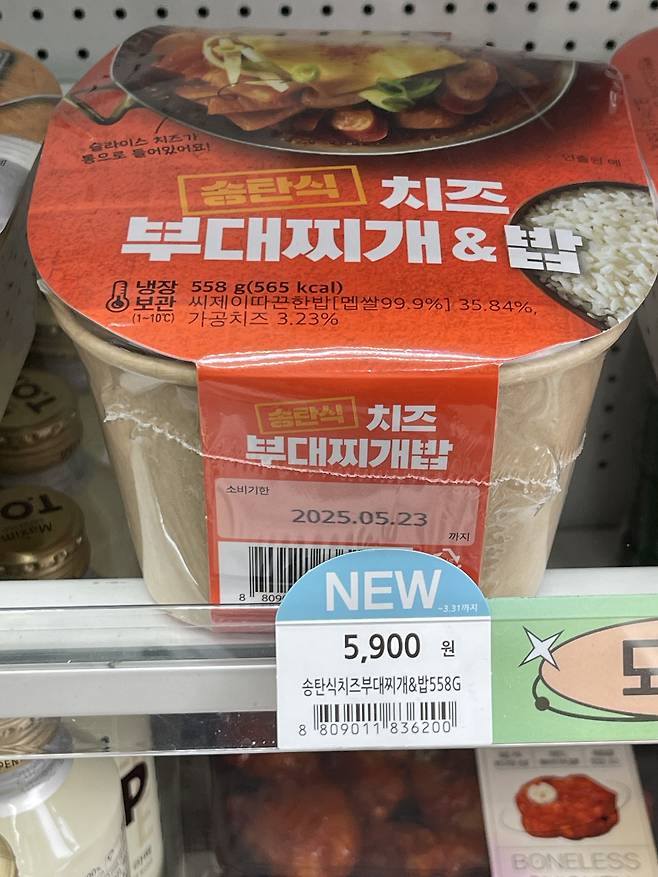 슬라이스 치즈가
통으로 들어있어요!
연출된 예
송탄식 치즈
부대찌개&밥
냉장
보관
(1~10℃)
558 g(565 kcal)
씨제이따끈한밥[멥쌀99.9%] 35.84%,
가공치즈 3.23%
송탄식 치즈
부대찌개밥
소비기한
2025.05.23
까지
NEW
~3.31까지
5,900 원
송탄식치즈부대찌개&밥558G
8 809011 836200
T.O
T.O
Maxim
BONELESS